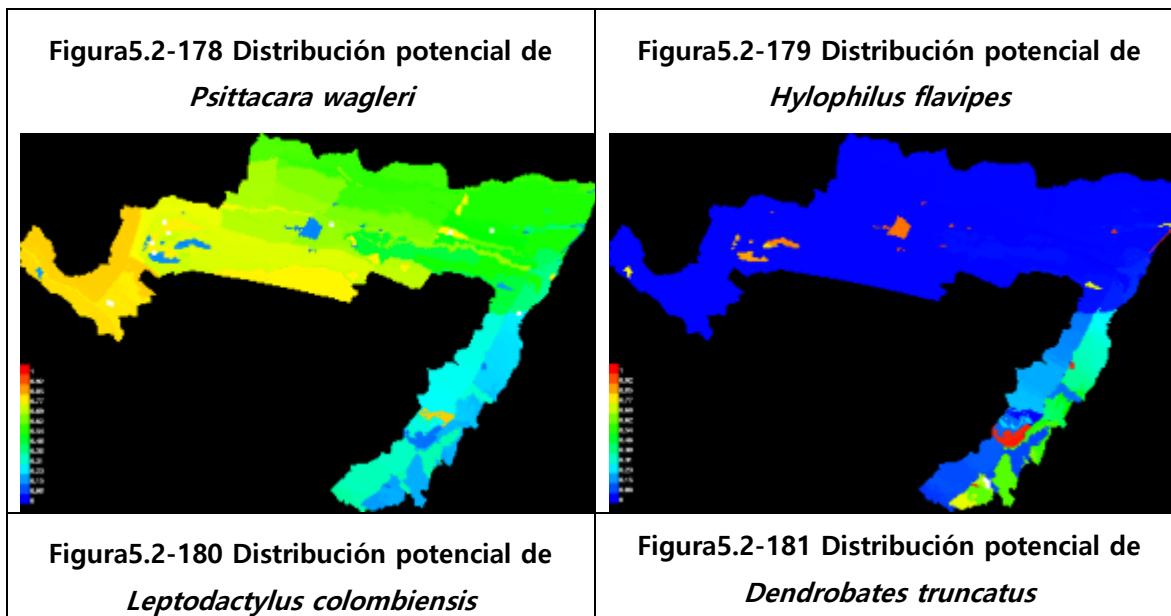 Figura5.2-178 Distribución potencial de
Psittacara wagleri
Figura5.2-179 Distribución potencial de
Hylophilus flavipes
Figura5.2-180 Distribución potencial de
Leptodactylus colombiensis
Figura5.2-181 Distribución potencial de
Dendrobates truncatus